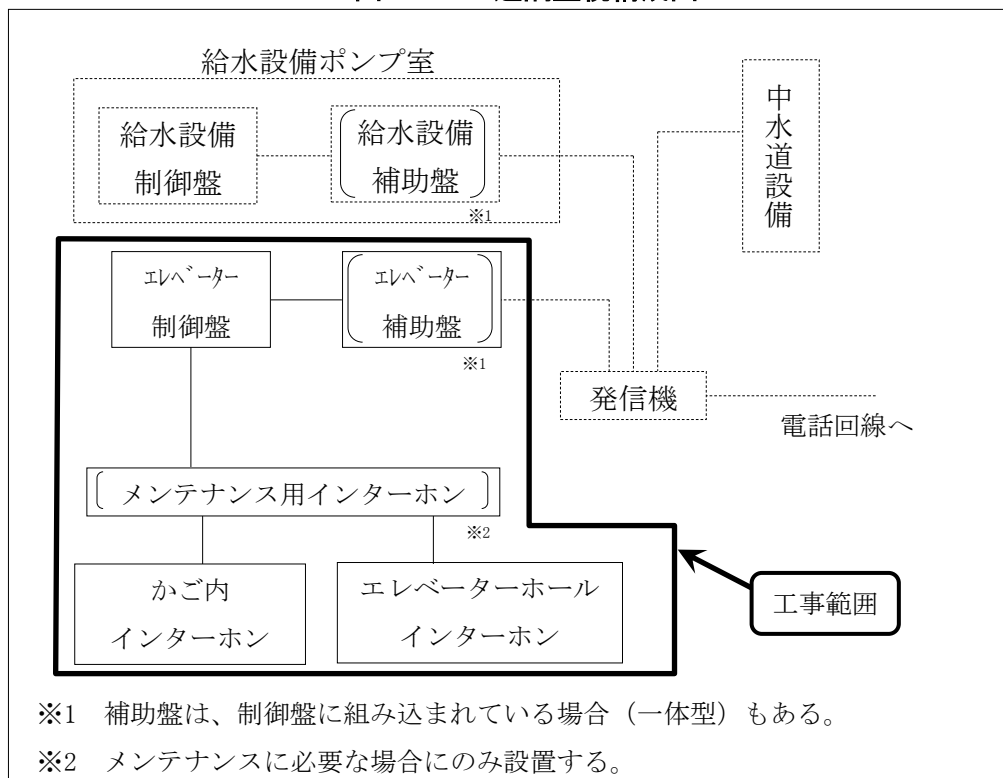 給水設備ポンプ室
給水設備
制御盤
給水設備
補助盤
※1
中水道設備
エレベーター
制御盤
エレベーター
補助盤
※1
発信機
電話回線へ
メンテナンス用インターホン
※2
かご内
インターホン
エレベーターホール
インターホン
工事範囲
※1 補助盤は、制御盤に組み込まれている場合(一体型)もある。
※2 メンテナンスに必要な場合にのみ設置する。